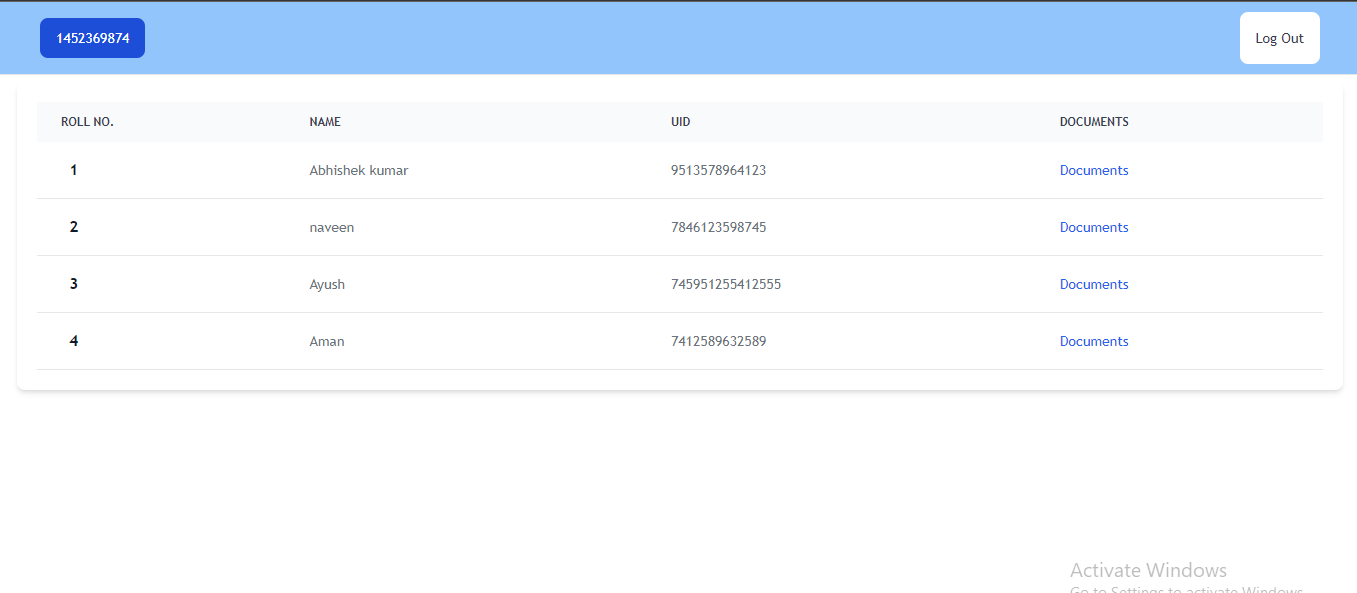 1452369874 Log Out
ROLL NO. NAME UID DOCUMENTS
1 Abhishek kumar 9513578964123 Documents
2 naveen 7846123598745 Documents
3 Ayush 745951255412555 Documents
4 Aman 7412589632589 Documents
Activate Windows
Go to Settings to activate Windows